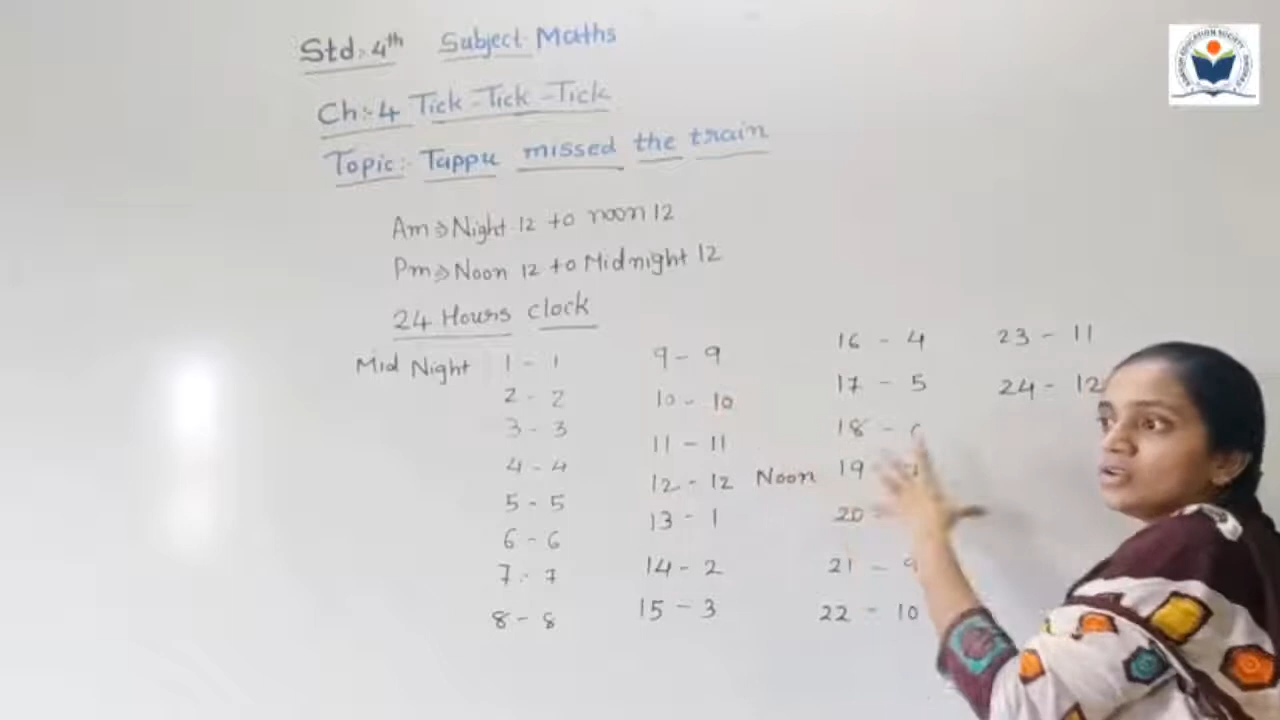 Std:- 4th Subject Maths
Ch:- 4 Tick-Tick-Tick
Topic:- Tappu missed the train
Am ⇒ Night 12 to noon 12
Pm ⇒ Noon 12 to Midnight 12
24 Hours clock
Mid Night 1 - 1
2 - 2
3 - 3
4 - 4
5 - 5
6 - 6
7 - 7
8 - 8
9 - 9
10 - 10
11 - 11
12 - 12 Noon
13 - 1
14 - 2
15 - 3
16 - 4
17 - 5
18 -
19
20 -
21 - 9
22 - 10
23 - 11
24 - 12